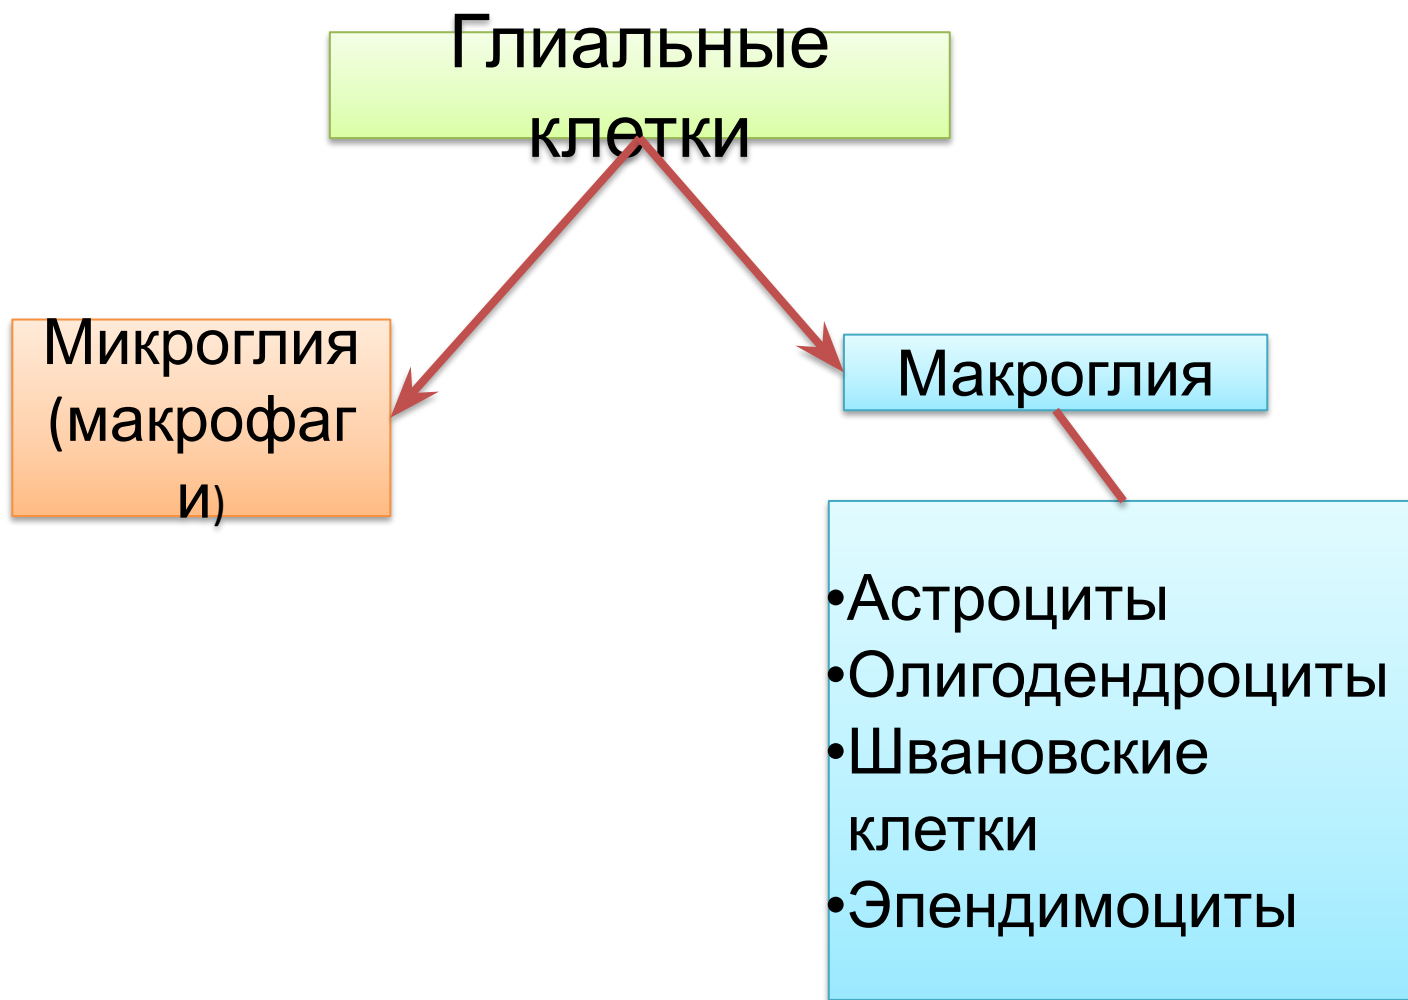 Глиальные
клетки
Микроглия
(макрофаг
и)
Макроглия
•Астроциты
•Олигодендроциты
•Швановские
клетки
•Эпендимоциты